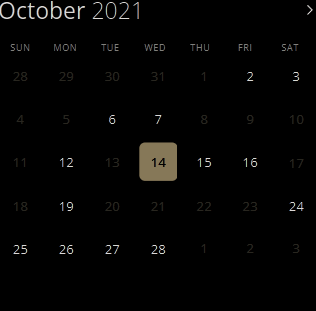 October 2021
SUN MON TUE WED THU FRI SAT
28 29 30 31 1 2 3
4 5 6 7 8 9 10
11 12 13 14 15 16 17
18 19 20 21 22 23 24
25 26 27 28 1 2 3